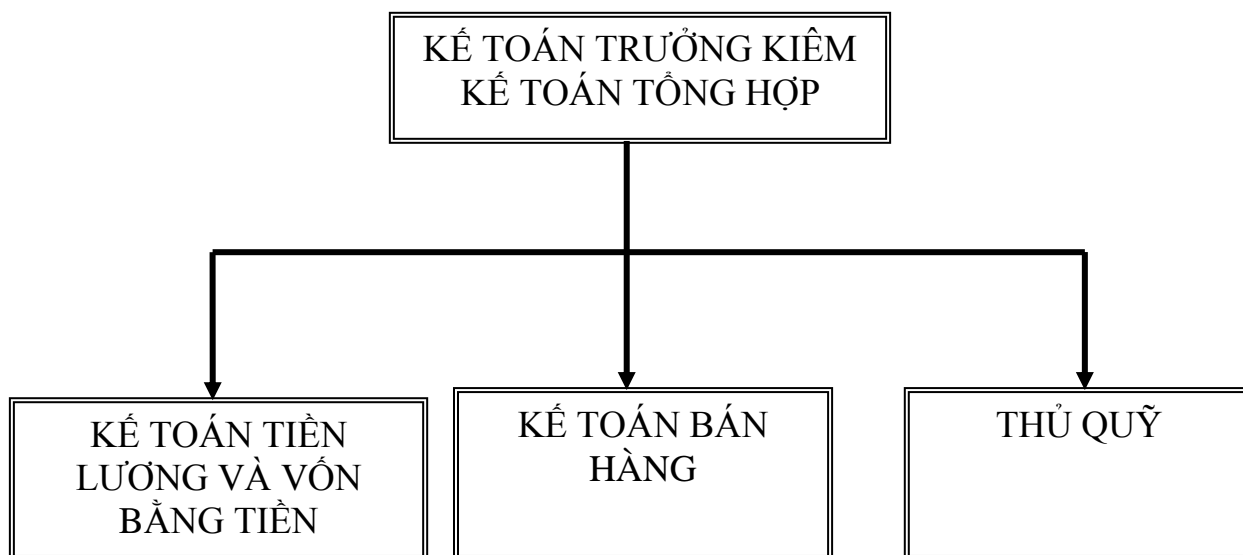 KẾ TOÁN TRƯỞNG KIÊM
KẾ TOÁN TỔNG HỢP
KẾ TOÁN TIỀN
LƯƠNG VÀ VỐN
BẰNG TIỀN
KẾ TOÁN BÁN
HÀNG
THỦ QUỸ